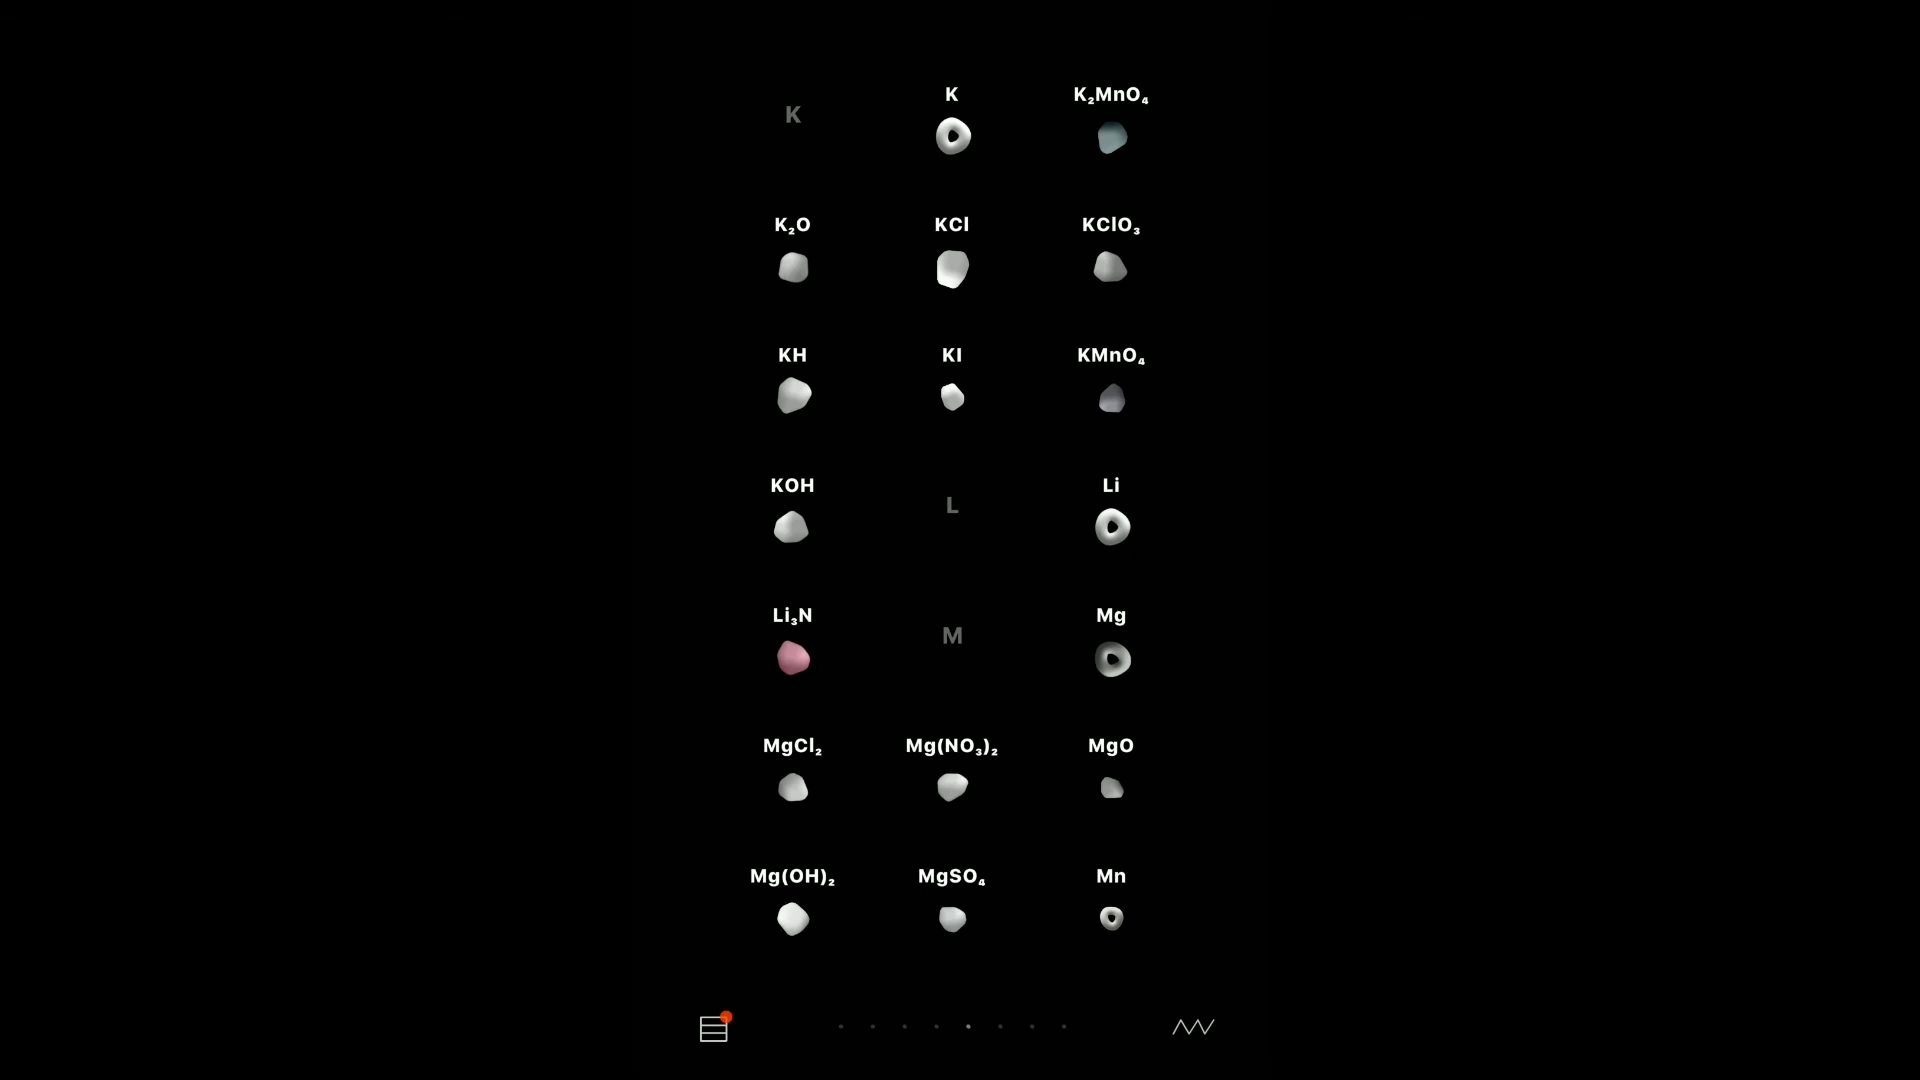 K K K₂MnO₄
K₂O KCl KClO₃
KH KI KMnO₄
KOH L Li
Li₃N M Mg
MgCl₂ Mg(NO₃)₂ MgO
Mg(OH)₂ MgSO₄ Mn